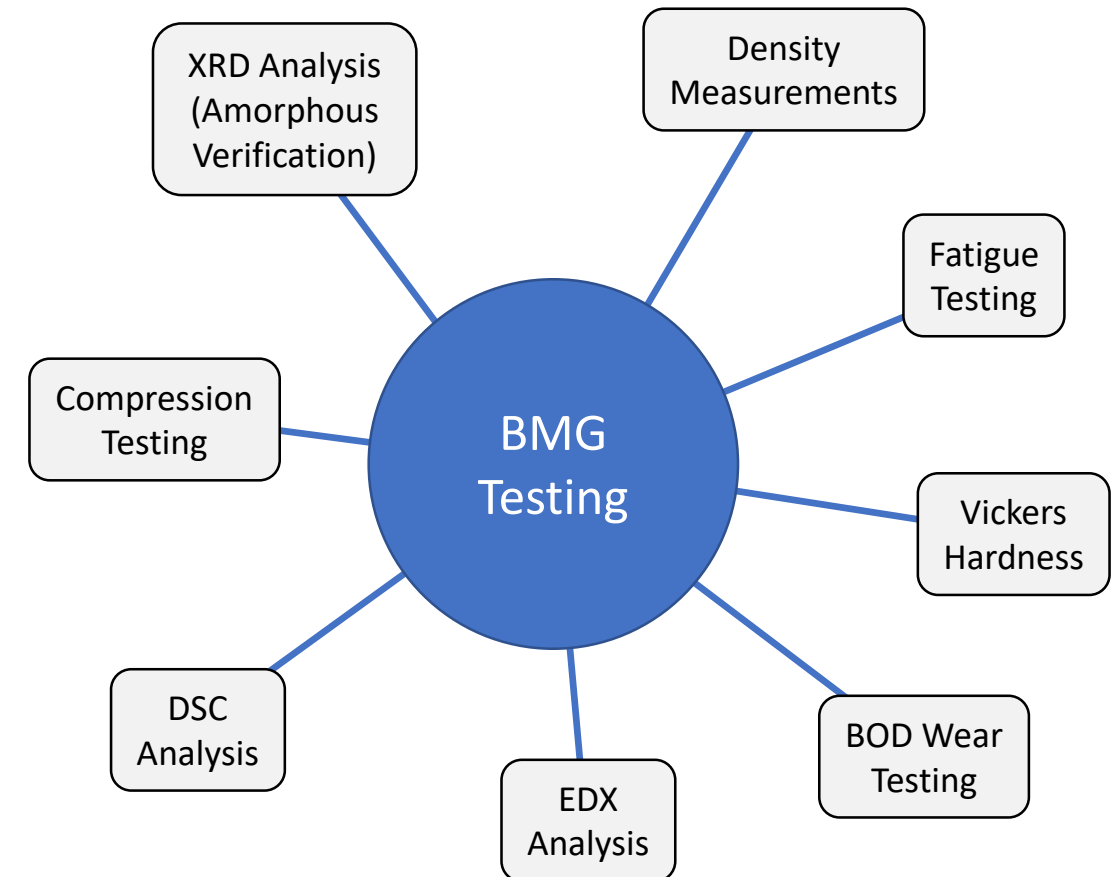 XRD Analysis
(Amorphous
Verification)
Density
Measurements
Fatigue
Testing
Compression
Testing
BMG
Testing
Vickers
Hardness
DSC
Analysis
BOD Wear
Testing
EDX
Analysis